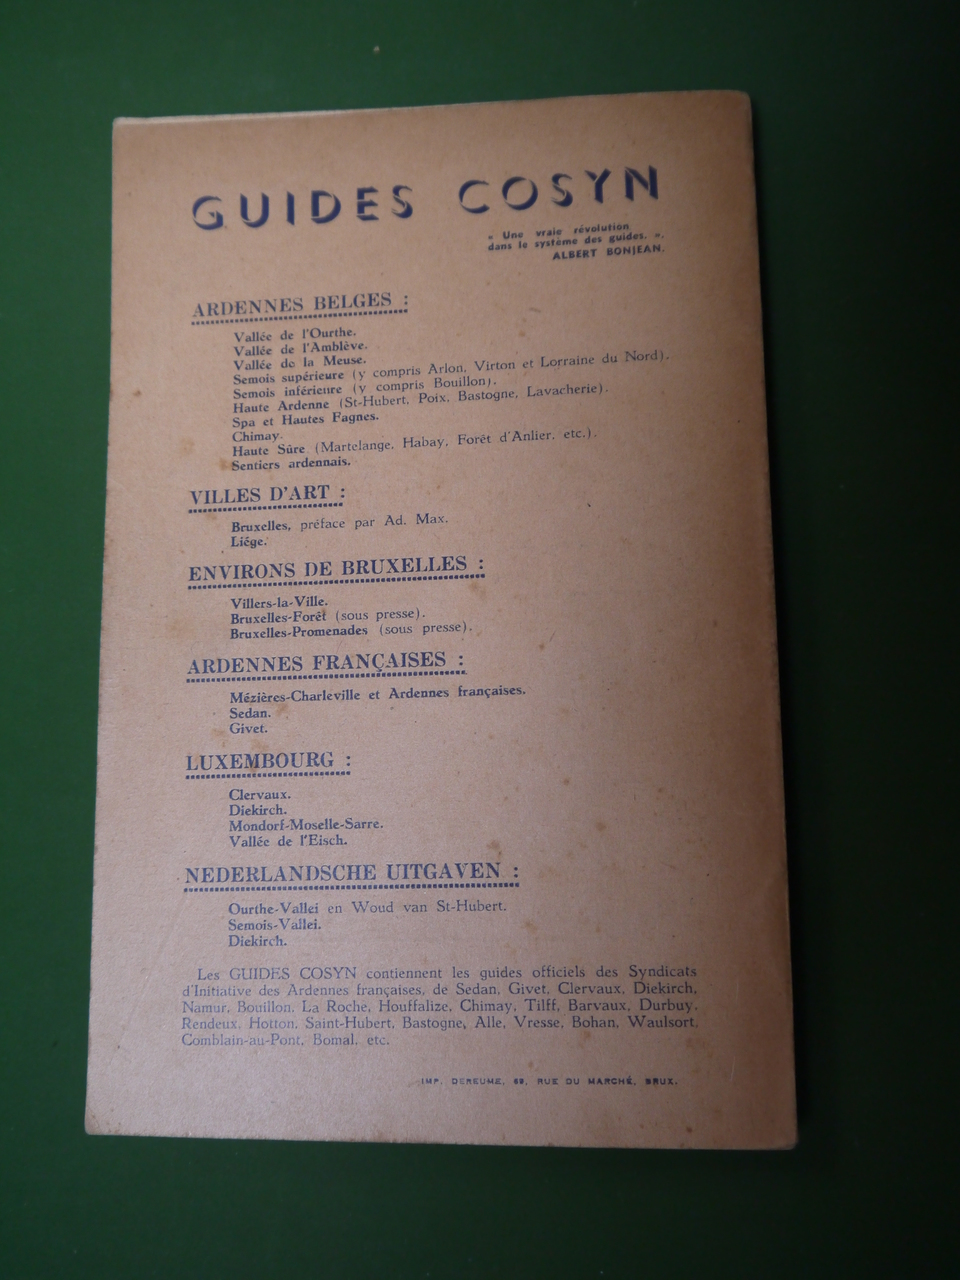 GUIDES COSYN
« Une vraie révolution
dans le système des guides. ».
ALBERT BONJEAN.
ARDENNES BELGES :
Vallée de l'Ourthe.
Vallée de l'Amblève.
Vallée de la Meuse.
Semois supérieure (y compris Arlon, Virton et Lorraine du Nord).
Semois inférieure (y compris Bouillon).
Haute Ardenne (St-Hubert, Poix, Bastogne, Lavacherie).
Spa et Hautes Fagnes.
Chimay.
Haute Sûre (Martelange, Habay, Forêt d'Anlier, etc.).
Sentiers ardennais.
VILLES D'ART :
Bruxelles, préface par Ad. Max.
Liége.
ENVIRONS DE BRUXELLES :
Villers-la-Ville.
Bruxelles-Forêt (sous presse).
Bruxelles-Promenades (sous presse).
ARDENNES FRANÇAISES :
Mézières-Charleville et Ardennes françaises.
Sedan.
Givet.
LUXEMBOURG :
Clervaux.
Diekirch.
Mondorf-Moselle-Sarre.
Vallée de l'Eisch.
NEDERLANDSCHE UITGAVEN :
Ourthe-Vallei en Woud van St-Hubert.
Semois-Vallei.
Diekirch.
Les GUIDES COSYN contiennent les guides officiels des Syndicats
d'Initiative des Ardennes françaises, de Sedan, Givet, Clervaux, Diekirch,
Namur, Bouillon, La Roche, Houffalize, Chimay, Tilff, Barvaux, Durbuy,
Rendeux, Hotton, Saint-Hubert, Bastogne, Alle, Vresse, Bohan, Waulsort,
Comblain-au-Pont, Bomal, etc.
IMP. DEREUME, 69, RUE DU MARCHÉ, BRUX.